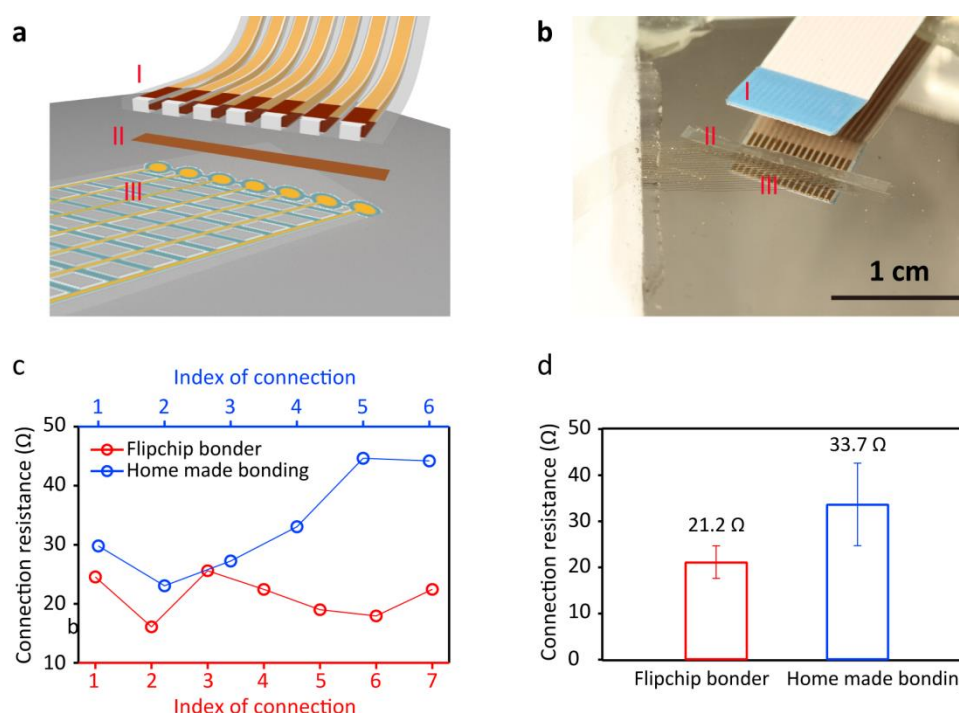 a
I
II
III
b
I
II
III
1 cm
c
Index of connection
1 2 3 4 5 6
Connection resistance (Ω)
50
40
30
20
10
Flipchip bonder
Home made bonding
b
1 2 3 4 5 6 7
Index of connection
d
Connection resistance (Ω)
50
40
30
20
10
0
21.2 Ω
33.7 Ω
Flipchip bonder Home made bonding